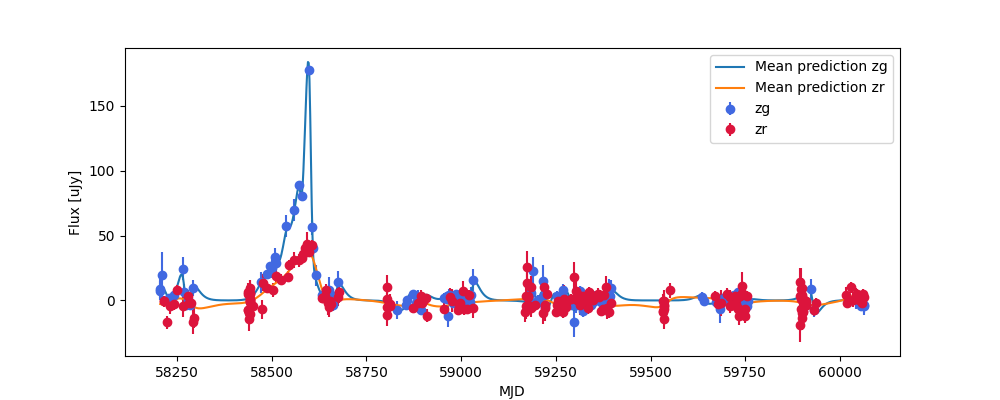 Mean prediction zg
Mean prediction zr
zg
zr
Flux [uJy]
150
100
50
0
58250 58500 58750 59000 59250 59500 59750 60000
MJD